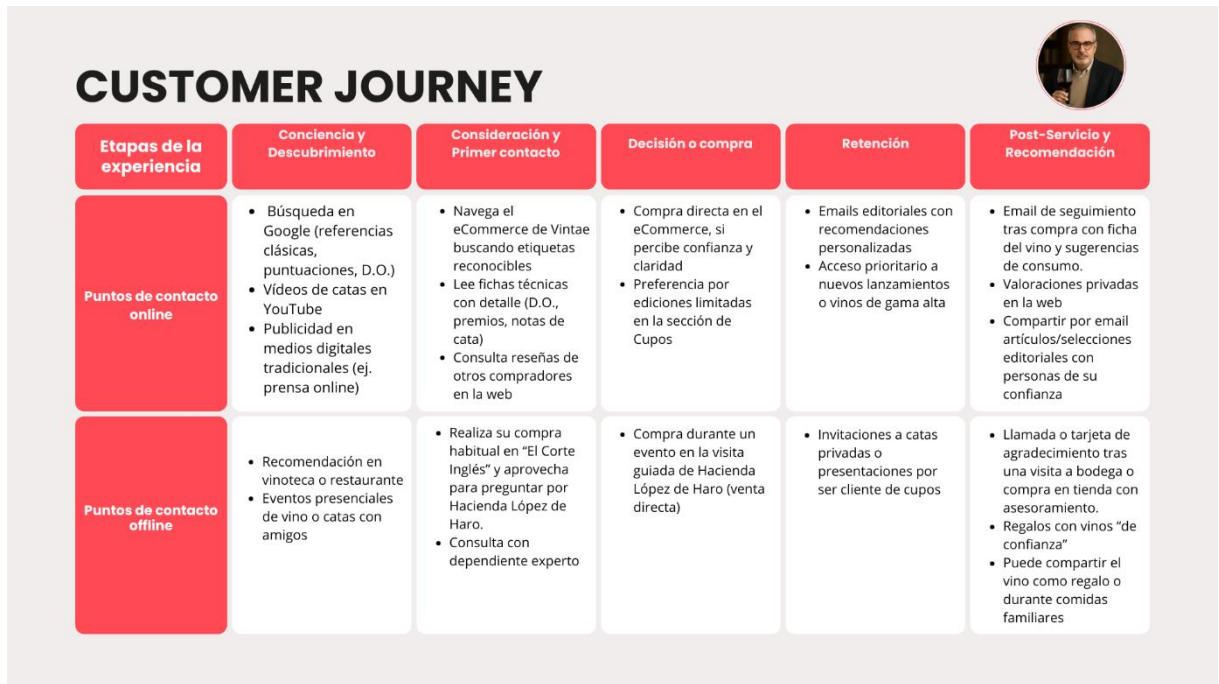 CUSTOMER JOURNEY
Etapas de la
experiencia
Conciencia y
Descubrimiento
Consideración y
Primer contacto
Decisión o compra
Retención
Post-Servicio y
Recomendación
Puntos de contacto
online
• Búsqueda en
Google (referencias
clásicas,
puntuaciones, D.O.)
• Vídeos de catas en
YouTube
• Publicidad en
medios digitales
tradicionales (ej.
prensa online)
• Navega el
eCommerce de Vintae
buscando etiquetas
reconocibles
• Lee fichas técnicas
con detalle (D.O.,
premios, notas de
cata)
• Consulta reseñas de
otros compradores
en la web
• Compra directa en el
eCommerce, si
percibe confianza y
claridad
• Preferencia por
ediciones limitadas
en la sección de
Cupos
• Emails editoriales con
recomendaciones
personalizadas
• Acceso prioritario a
nuevos lanzamientos
o vinos de gama alta
• Email de seguimiento
tras compra con ficha
del vino y sugerencias
de consumo.
• Valoraciones privadas
en la web
• Compartir por email
artículos/selecciones
editoriales con
personas de su
confianza
Puntos de contacto
offline
• Recomendación en
vinoteca o restaurante
• Eventos presenciales
de vino o catas con
amigos
• Realiza su compra
habitual en “El Corte
Inglés” y aprovecha
para preguntar por
Hacienda López de
Haro.
• Consulta con
dependiente experto
• Compra durante un
evento en la visita
guiada de Hacienda
López de Haro (venta
directa)
• Invitaciones a catas
privadas o
presentaciones por
ser cliente de cupos
• Llamada o tarjeta de
agradecimiento tras
una visita a bodega o
compra en tienda con
asesoramiento.
• Regalos con vinos “de
confianza”
• Puede compartir el
vino como regalo o
durante comidas
familiares